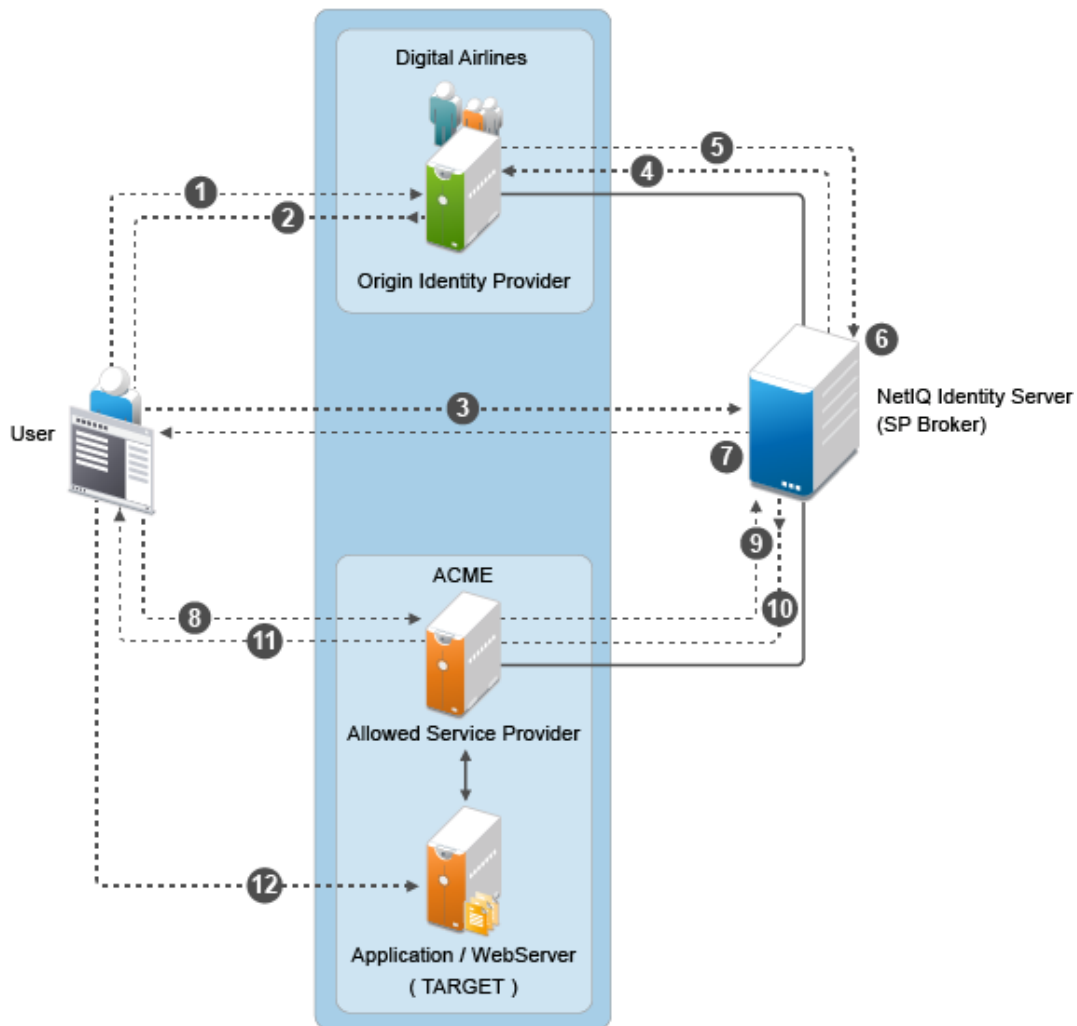 Digital Airlines
5
4
1
2
Origin Identity Provider
6
NetIQ Identity Server
(SP Broker)
3
User
7
9
ACME
10
8
11
Allowed Service Provider
12
Application / WebServer
( TARGET )